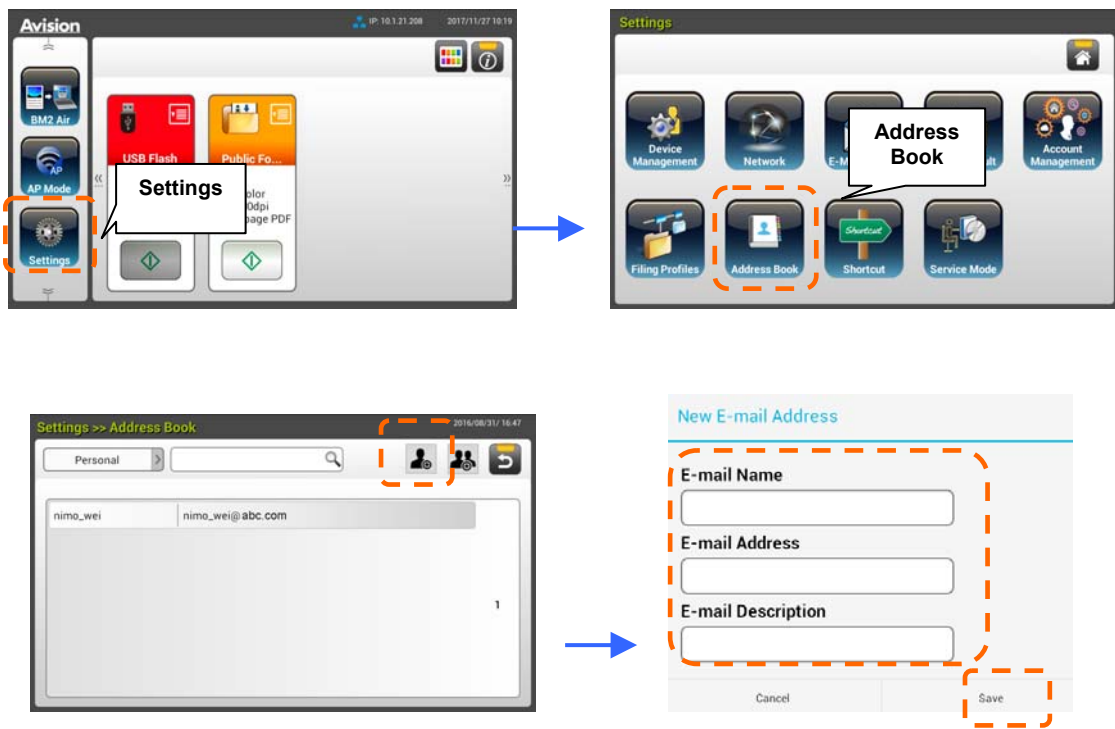 Avision
IP: 10.1.21.208
2017/11/27 10:19
BM2 Air
AP
AP Mode
Settings
USB Flash
Public Fo...
Settings
page PDF
Settings
Device
Management
Network
Address
Book
Account
Management
Filing Profiles
Address Book
Shortcut
Shortcut
Service Mode
Settings >> Address Book
2016/08/31/ 16:47
Personal
nimo_wei
nimo_wei@abc.com
1
New E-mail Address
E-mail Name
E-mail Address
E-mail Description
Cancel
Save